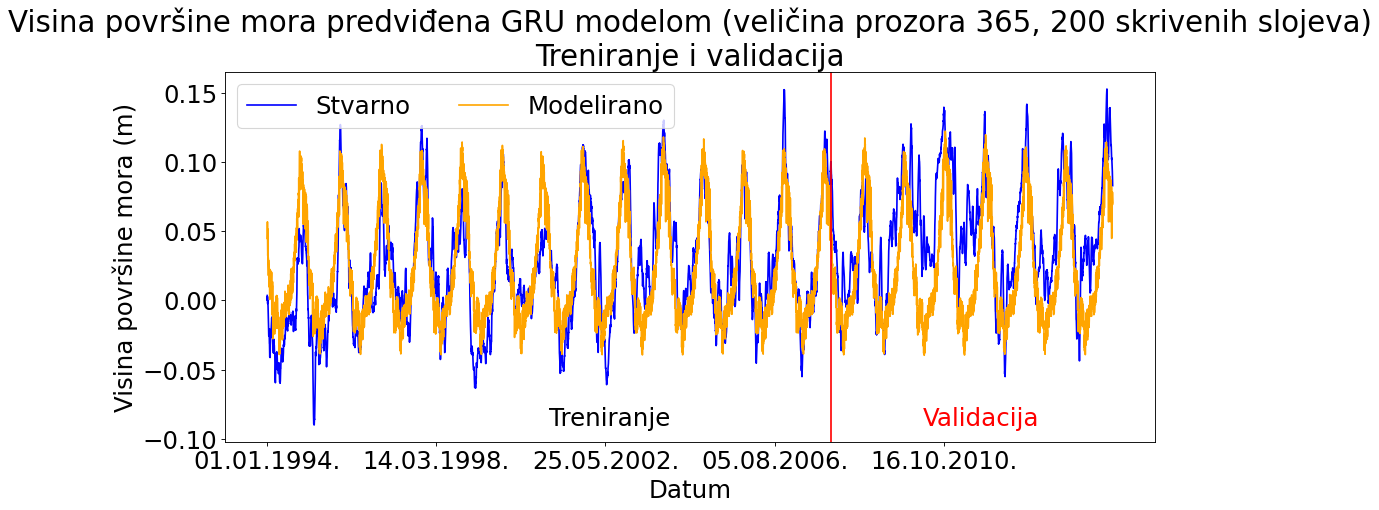 Visina površine mora predviđena GRU modelom (veličina prozora 365, 200 skrivenih slojeva)
Treniranje i validacija
Stvarno
Modelirano
Visina površine mora (m)
0.15
0.10
0.05
0.00
−0.05
−0.10
Treniranje
Validacija
01.01.1994.
14.03.1998.
25.05.2002.
05.08.2006.
16.10.2010.
Datum